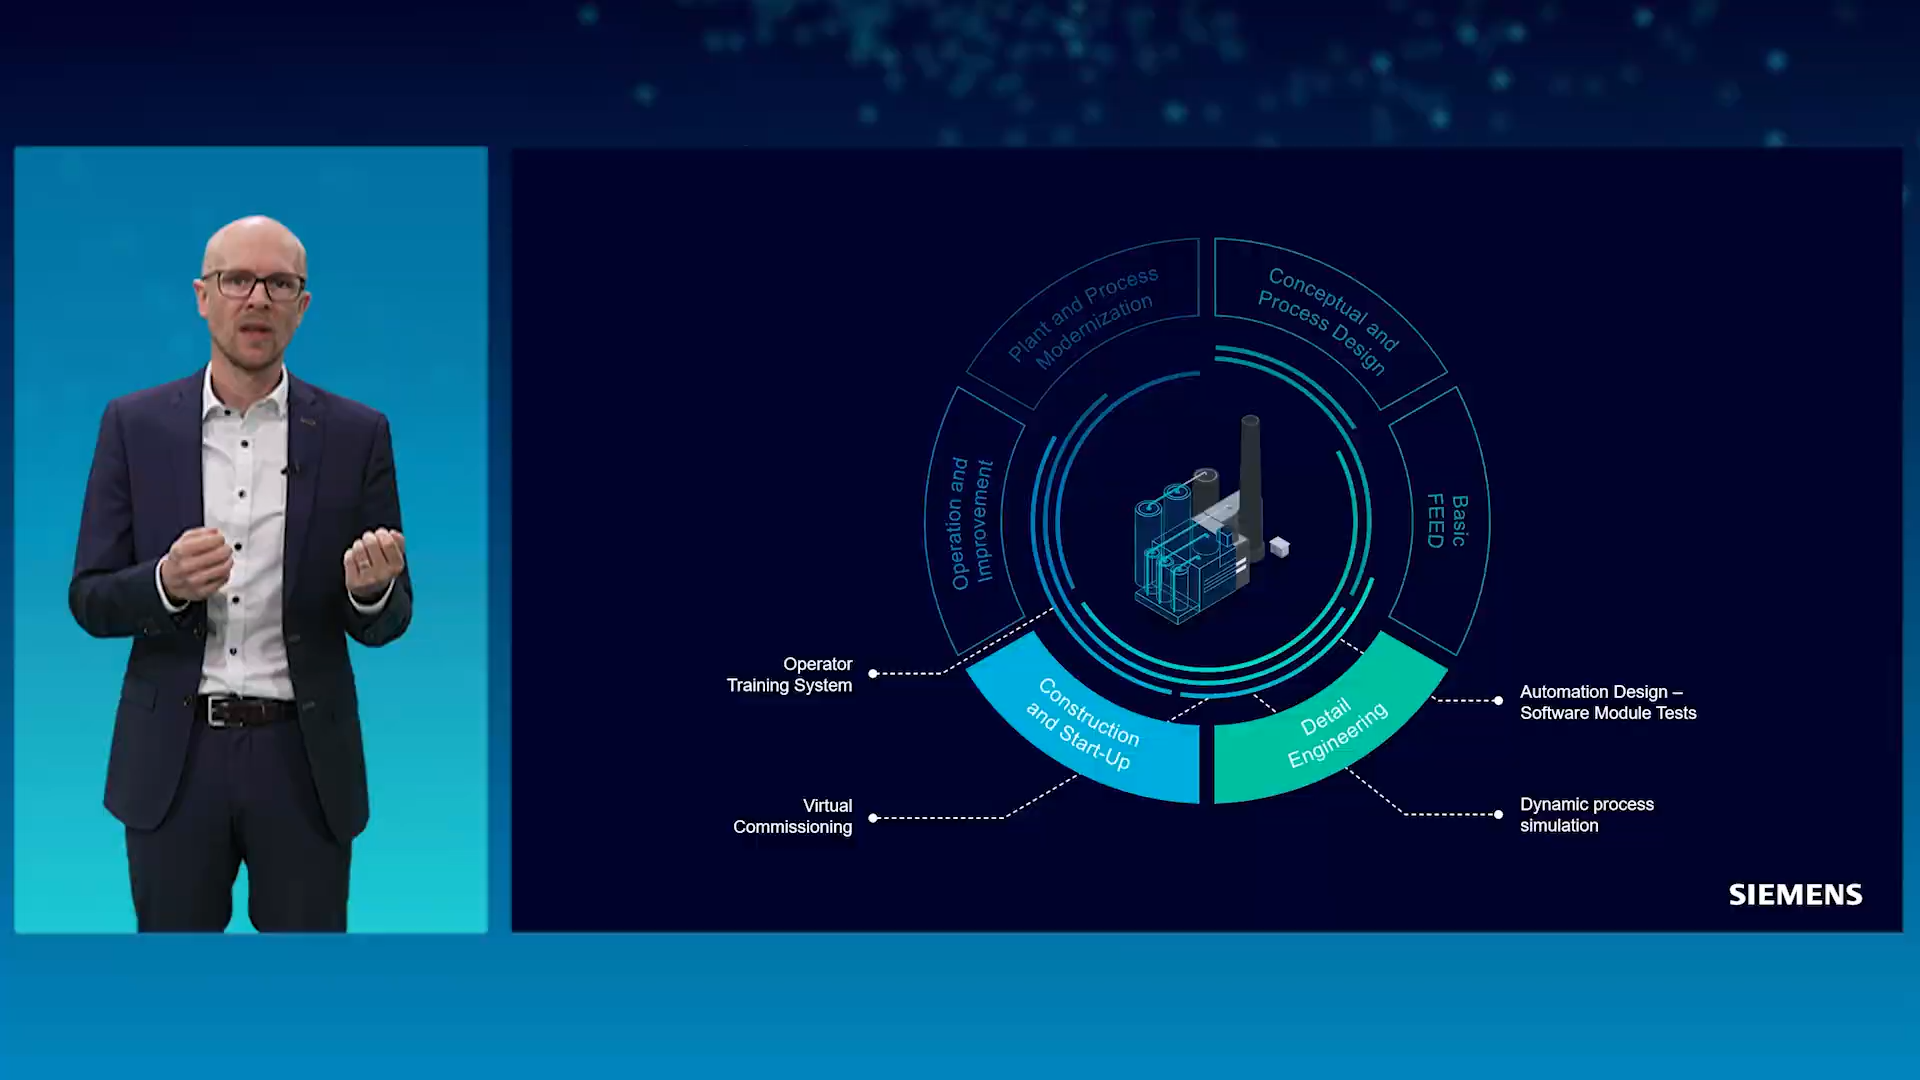 Plant and Process
Modernization
Conceptual and
Process Design
Operation and
Improvement
Basic
FEED
Operator
Training System
Construction
and Start-Up
Detail
Engineering
Automation Design –
Software Module Tests
Virtual
Commissioning
Dynamic process
simulation
SIEMENS